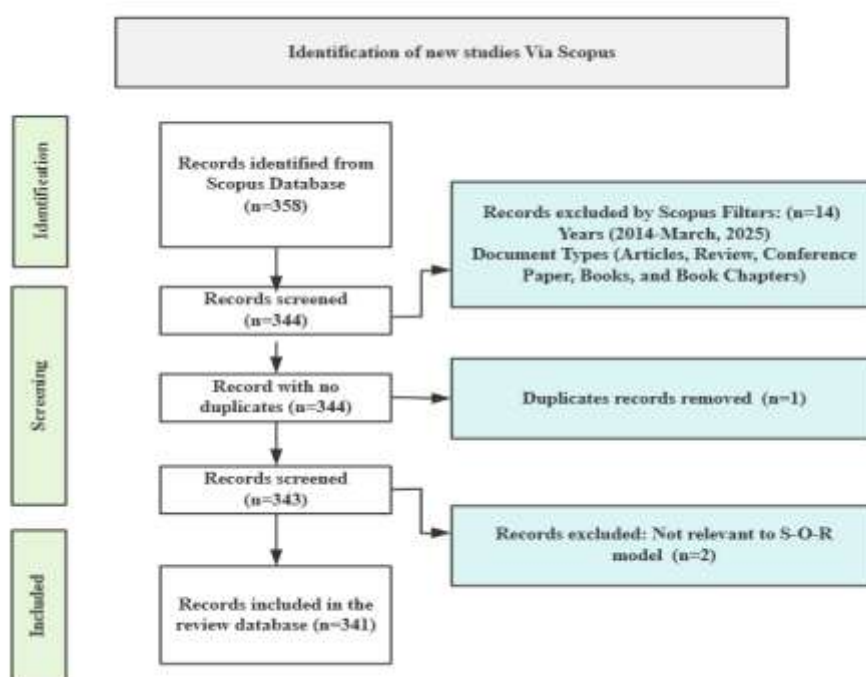 Identification of new studies Via Scopus
Identification
Records identified from
Scopus Database
(n=358)
Records excluded by Scopus Filters: (n=14)
Years (2014-March, 2025)
Document Types (Articles, Review, Conference
Paper, Books, and Book Chapters)
Screening
Records screened
(n=344)
Record with no
duplicates (n=344)
Duplicates records removed (n=1)
Records screened
(n=343)
Records excluded: Not relevant to S-O-R
model (n=2)
Included
Records included in the
review database (n=341)